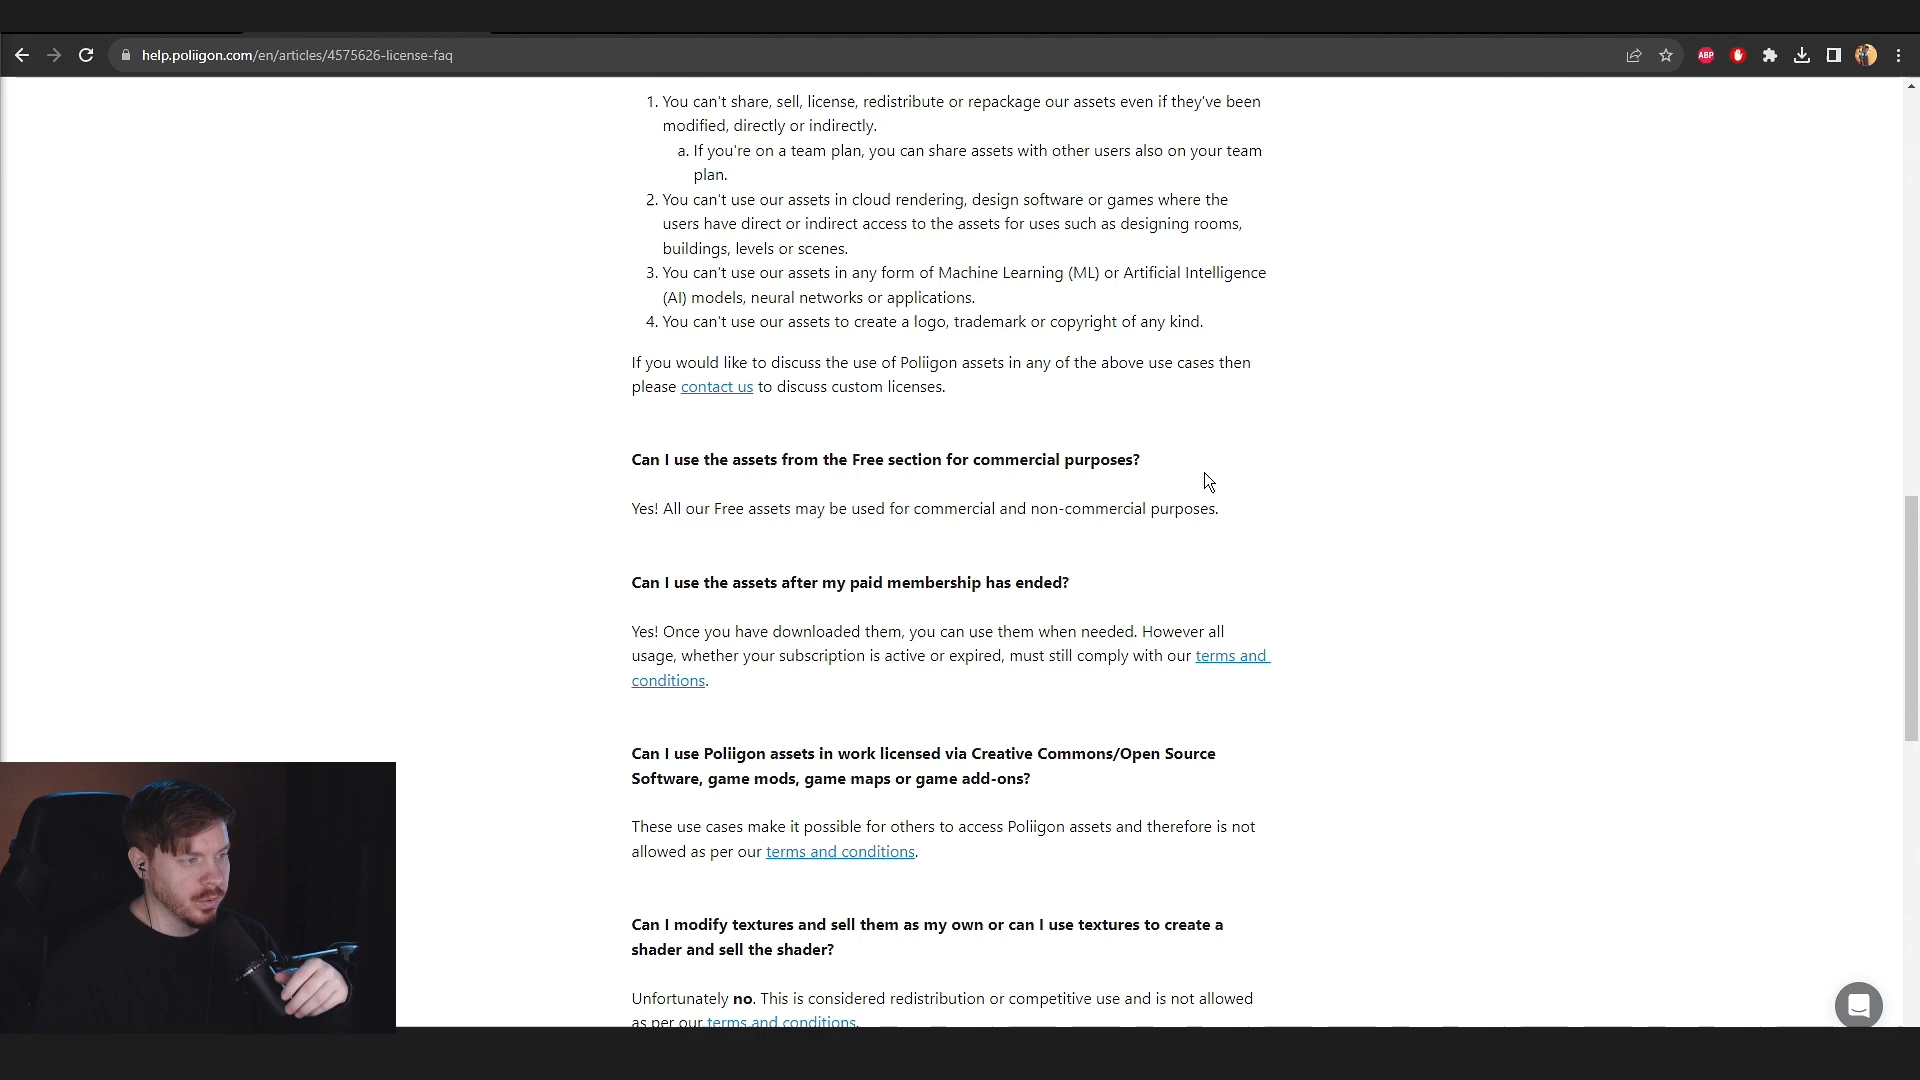 help.poliigon.com/en/articles/4575626-license-faq
ABP
1. You can't share, sell, license, redistribute or repackage our assets even if they've been
modified, directly or indirectly.
a. If you're on a team plan, you can share assets with other users also on your team
plan.
2. You can't use our assets in cloud rendering, design software or games where the
users have direct or indirect access to the assets for uses such as designing rooms,
buildings, levels or scenes.
3. You can't use our assets in any form of Machine Learning (ML) or Artificial Intelligence
(AI) models, neural networks or applications.
4. You can't use our assets to create a logo, trademark or copyright of any kind.
If you would like to discuss the use of Poliigon assets in any of the above use cases then
please contact us to discuss custom licenses.
Can I use the assets from the Free section for commercial purposes?
Yes! All our Free assets may be used for commercial and non-commercial purposes.
Can I use the assets after my paid membership has ended?
Yes! Once you have downloaded them, you can use them when needed. However all
usage, whether your subscription is active or expired, must still comply with our terms and
conditions.
Can I use Poliigon assets in work licensed via Creative Commons/Open Source
Software, game mods, game maps or game add-ons?
These use cases make it possible for others to access Poliigon assets and therefore is not
allowed as per our terms and conditions.
Can I modify textures and sell them as my own or can I use textures to create a
shader and sell the shader?
Unfortunately no. This is considered redistribution or competitive use and is not allowed
as per our terms and conditions.